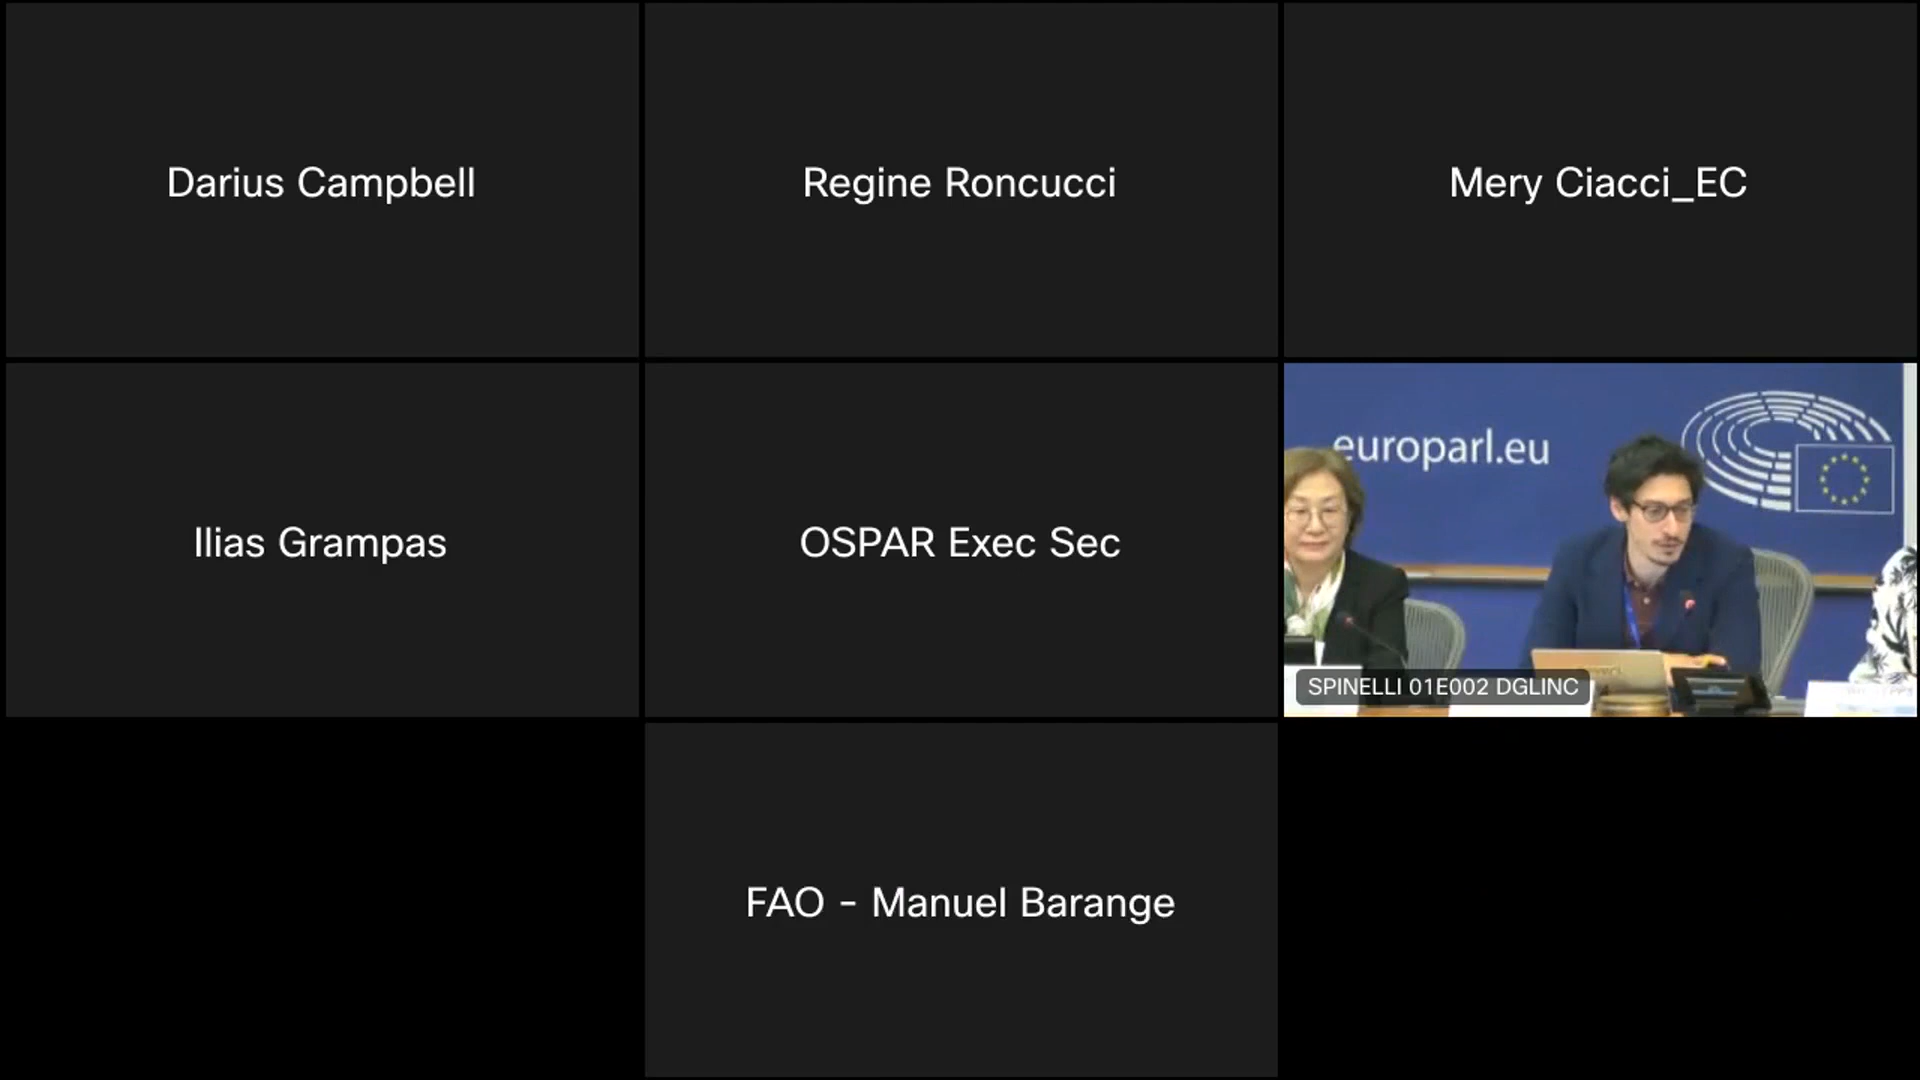 Darius Campbell
Regine Roncucci
Mery Ciacci_EC
Ilias Grampas
OSPAR Exec Sec
europarl.eu
SPINELLI 01E002 DGLINC
FAO - Manuel Barange